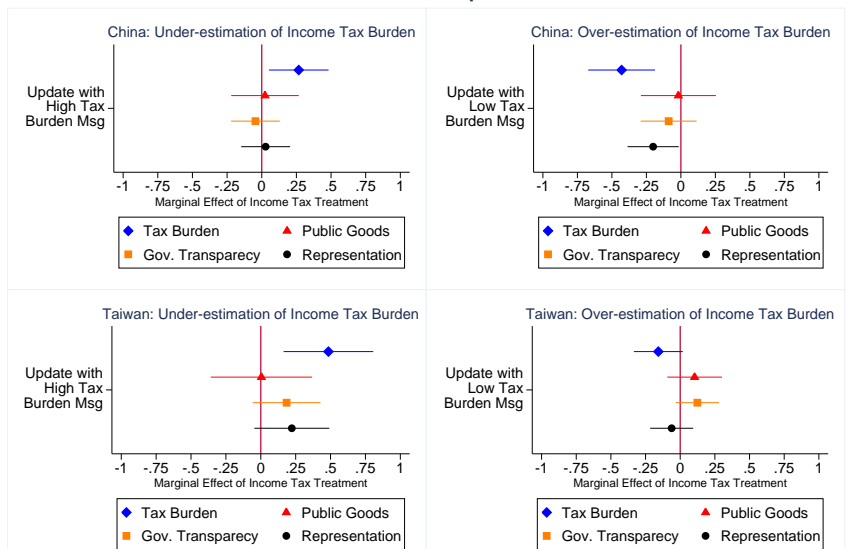 China: Under-estimation of Income Tax Burden
Update with
High Tax
Burden Msg
-1 -.75 -.5 -.25 0 .25 .5 .75 1
Marginal Effect of Income Tax Treatment
Tax Burden Public Goods
Gov. Transparecy Representation
China: Over-estimation of Income Tax Burden
Update with
Low Tax
Burden Msg
-1 -.75 -.5 -.25 0 .25 .5 .75 1
Marginal Effect of Income Tax Treatment
Tax Burden Public Goods
Gov. Transparecy Representation
Taiwan: Under-estimation of Income Tax Burden
Update with
High Tax
Burden Msg
-1 -.75 -.5 -.25 0 .25 .5 .75 1
Marginal Effect of Income Tax Treatment
Tax Burden Public Goods
Gov. Transparecy Representation
Taiwan: Over-estimation of Income Tax Burden
Update with
Low Tax
Burden Msg
-1 -.75 -.5 -.25 0 .25 .5 .75 1
Marginal Effect of Income Tax Treatment
Tax Burden Public Goods
Gov. Transparecy Representation